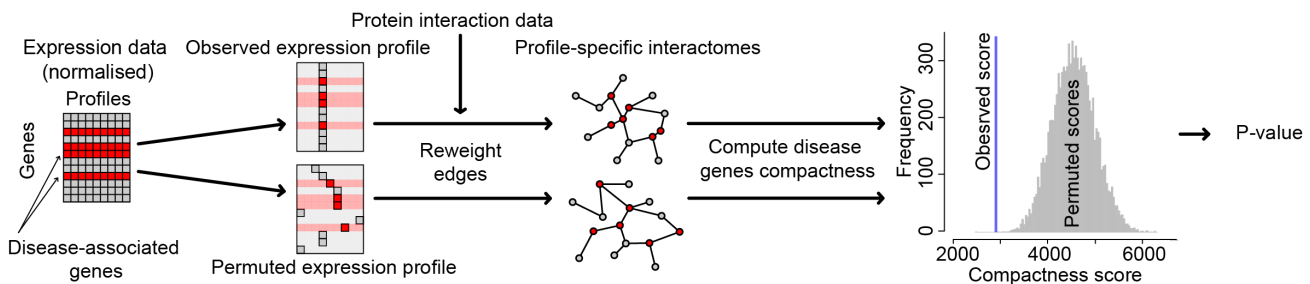 Protein interaction data
Expression data
(normalised)
Observed expression profile
Profile-specific interactomes
Profiles
Genes
Disease-associated
genes
Permuted expression profile
Reweight
edges
Compute disease
genes compactness
Frequency
0
100
200
300
Obesrved score
Permuted scores
2000
4000
6000
Compactness score
P-value